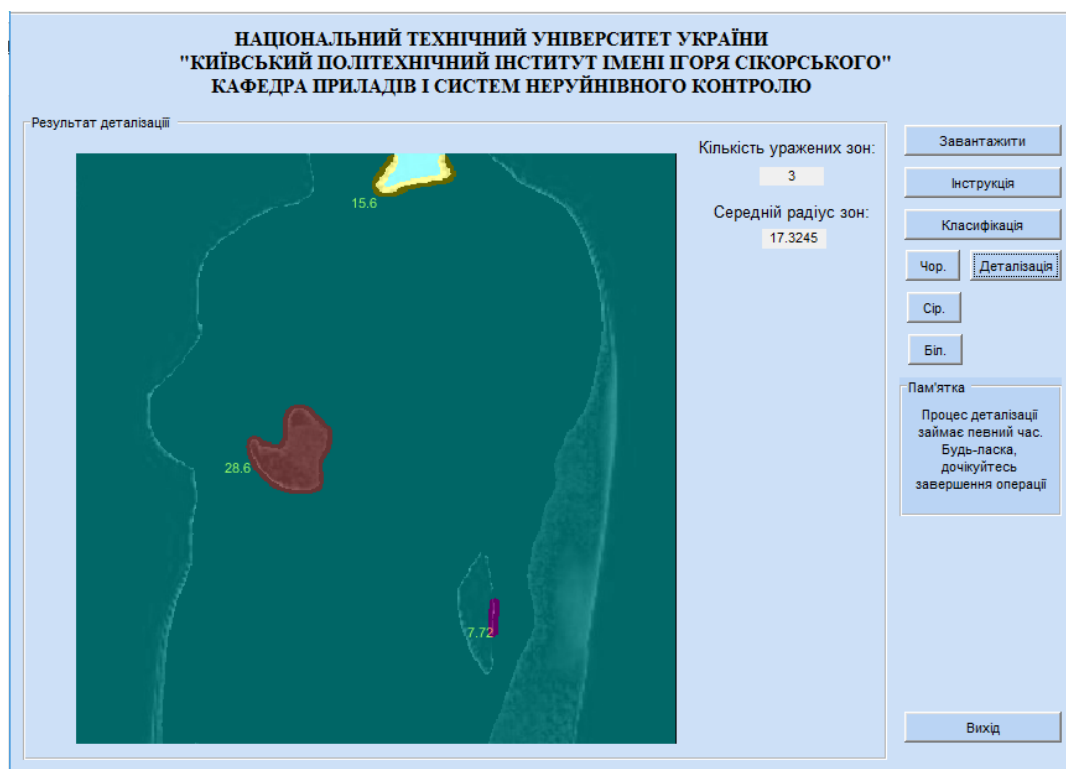 НАЦІОНАЛЬНИЙ ТЕХНІЧНИЙ УНІВЕРСИТЕТ УКРАЇНИ
"КИЇВСЬКИЙ ПОЛІТЕХНІЧНІЙ ІНСТИТУТ ІМЕНІ ІГОРЯ СІКОРСЬКОГО"
КАФЕДРА ПРИЛАДІВ І СИСТЕМ НЕРУЙНІВНОГО КОНТРОЛЮ
Результат деталізації
15.6
28.6
7.72
Кількість уражених зон:
3
Середній радіус зон:
17.3245
Завантажити
Інструкція
Класифікація
Чор.
Деталізація
Сір.
Біл.
Пам'ятка
Процес деталізації
займає певний час.
Будь-ласка,
дочікуйтесь
завершення операції
Вихід